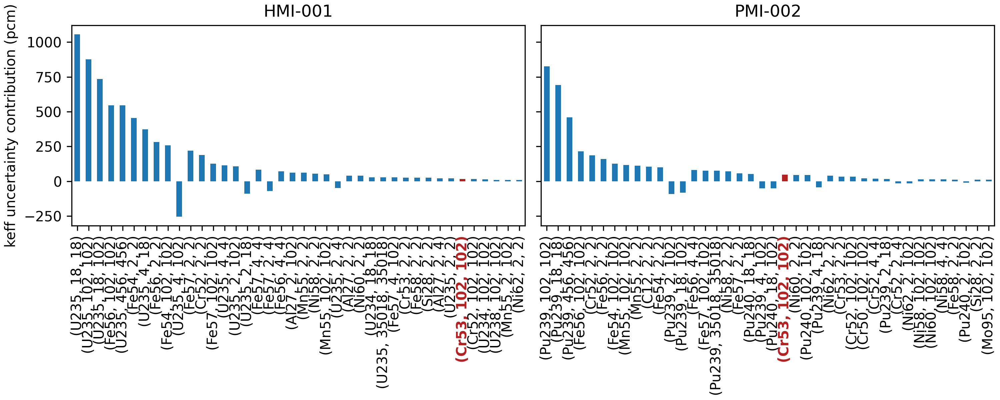 HMI-001
PMI-002
keff uncertainty contribution (pcm)
1000
750
500
250
0
−250
(U235, 18, 18)
(U235, 102, 102)
(U235, 18, 102)
(Fe56, 102, 102)
(U235, 456, 456)
(Fe54, 2, 2)
(U235, 4, 18)
(Fe56, 2, 2)
(Fe54, 102, 102)
(U235, 4, 102)
(Fe57, 2, 2)
(Cr52, 2, 2)
(Fe57, 102, 102)
(U235, 4, 4)
(U235, 2, 102)
(U235, 2, 18)
(Fe57, 4, 4)
(Fe57, 2, 4)
(Fe56, 4, 4)
(Al27, 102, 102)
(Mn55, 2, 2)
(Ni58, 2, 2)
(Mn55, 102, 102)
(U235, 2, 4)
(Al27, 2, 2)
(Ni60, 2, 2)
(U234, 18, 18)
(U235, 35018, 35018)
(Fe57, 4, 102)
(Cr53, 2, 2)
(Fe58, 2, 2)
(Si28, 2, 2)
(Al27, 2, 4)
(U235, 2, 2)
(Cr53, 102, 102)
(Cr52, 102, 102)
(U234, 102, 102)
(U238, 102, 102)
(Mn55, 2, 102)
(Ni62, 2, 2)
(Pu239, 102, 102)
(Pu239, 18, 18)
(Pu239, 456, 456)
(Fe56, 102, 102)
(Cr52, 2, 2)
(Fe56, 2, 2)
(Fe54, 102, 102)
(Mn55, 102, 102)
(Mn55, 2, 2)
(C12, 2, 2)
(Fe54, 2, 2)
(Pu239, 2, 102)
(Pu239, 18, 102)
(Fe56, 4, 4)
(Fe57, 102, 102)
(Pu239, 35018, 35018)
(Ni58, 2, 2)
(Fe57, 2, 2)
(Pu240, 18, 18)
(Pu239, 4, 102)
(Pu240, 18, 102)
(Cr53, 102, 102)
(Ni60, 2, 2)
(Pu240, 102, 102)
(Pu239, 4, 18)
(Ni62, 2, 2)
(Cr53, 2, 2)
(Cr52, 102, 102)
(Cr50, 102, 102)
(Cr52, 4, 4)
(Pu239, 2, 18)
(Cr52, 2, 4)
(Ni62, 2, 102)
(Ni58, 102, 102)
(Ni60, 102, 102)
(Ni58, 4, 4)
(Fe58, 2, 2)
(Pu240, 2, 102)
(Si28, 2, 2)
(Mo95, 102, 102)